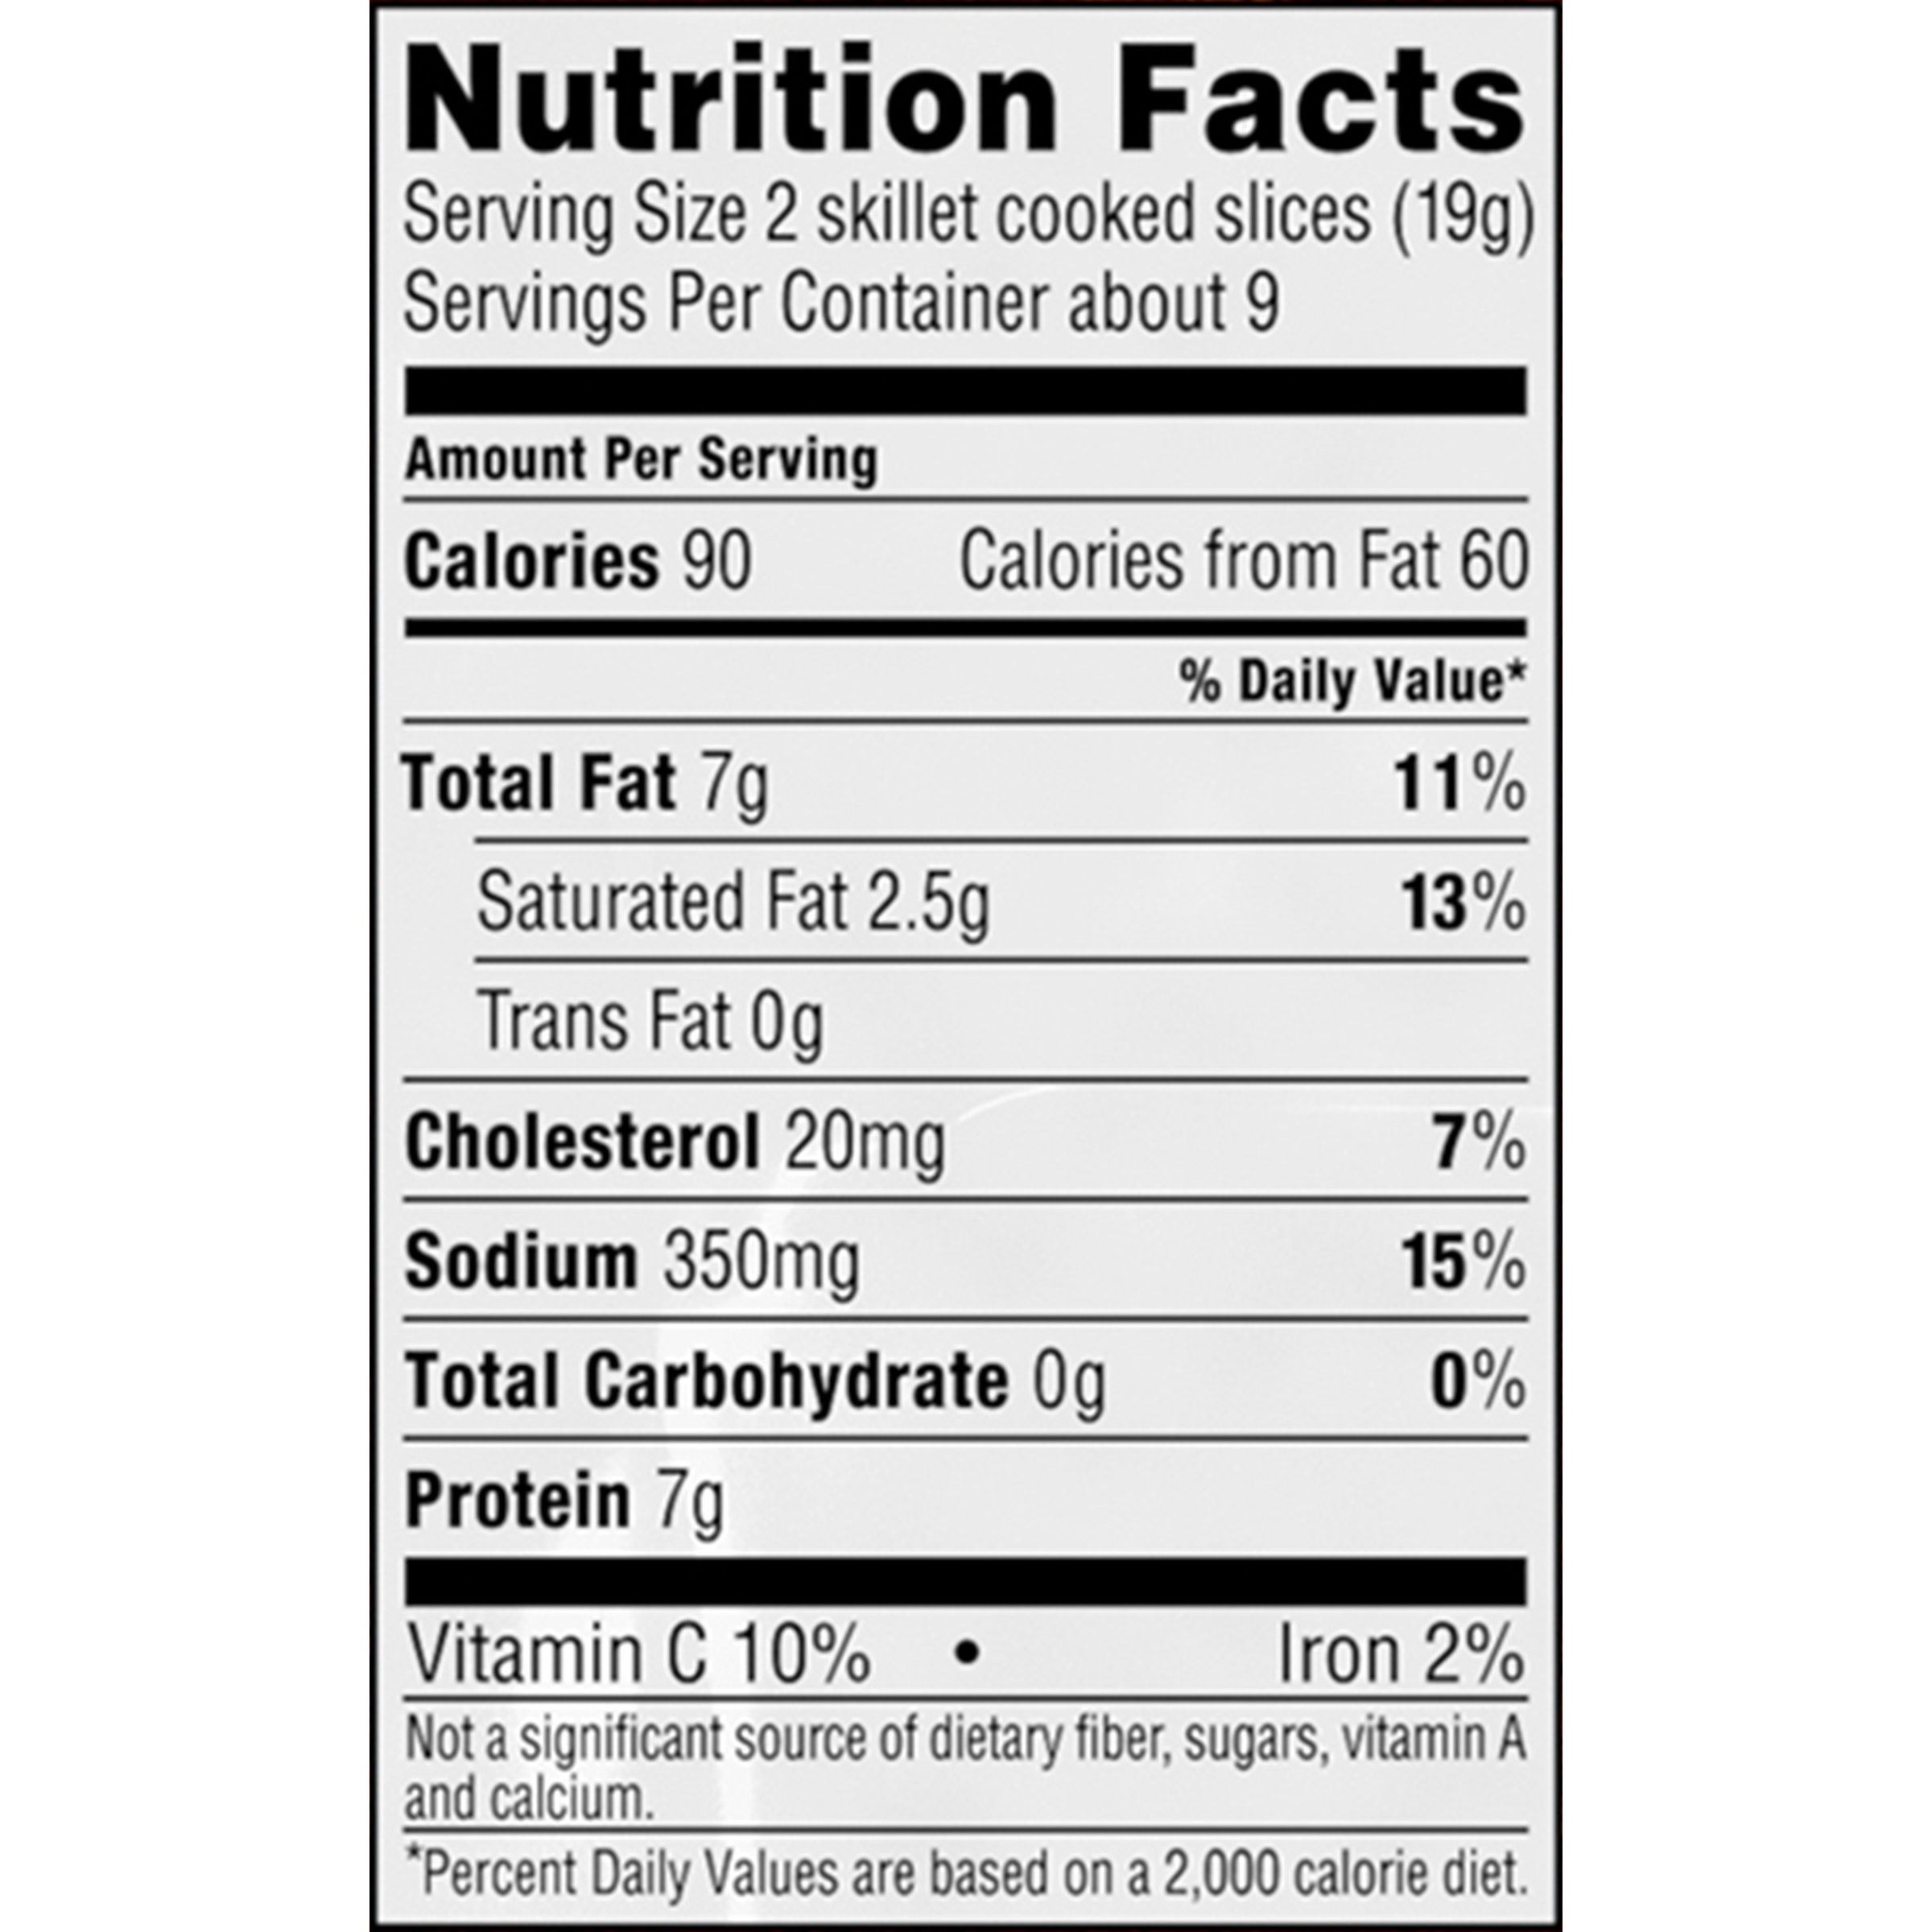 Nutrition Facts
Serving Size 2 skillet cooked slices (19g)
Servings Per Container about 9
Amount Per Serving
Calories 90 Calories from Fat 60
% Daily Value*
Total Fat 7g 11%
Saturated Fat 2.5g 13%
Trans Fat 0g
Cholesterol 20mg 7%
Sodium 350mg 15%
Total Carbohydrate 0g 0%
Protein 7g
Vitamin C 10% • Iron 2%
Not a significant source of dietary fiber, sugars, vitamin A
and calcium.
*Percent Daily Values are based on a 2,000 calorie diet.